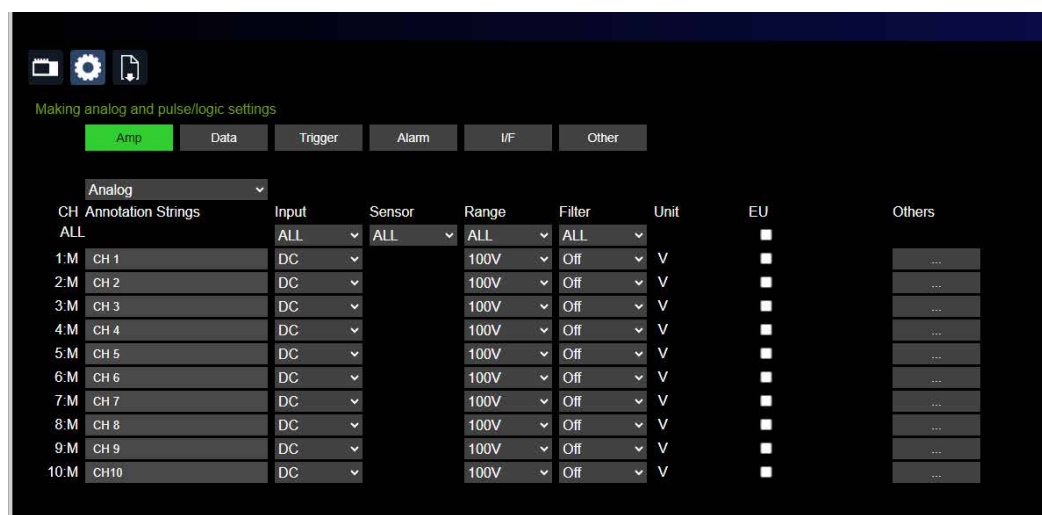 Making analog and pulse/logic settings
Amp Data Trigger Alarm I/F Other
Analog
CH Annotation Strings Input Sensor Range Filter Unit EU Others
ALL ALL ALL ALL ALL
1:M CH 1 DC 100V Off V ...
2:M CH 2 DC 100V Off V ...
3:M CH 3 DC 100V Off V ...
4:M CH 4 DC 100V Off V ...
5:M CH 5 DC 100V Off V ...
6:M CH 6 DC 100V Off V ...
7:M CH 7 DC 100V Off V ...
8:M CH 8 DC 100V Off V ...
9:M CH 9 DC 100V Off V ...
10:M CH10 DC 100V Off V ...